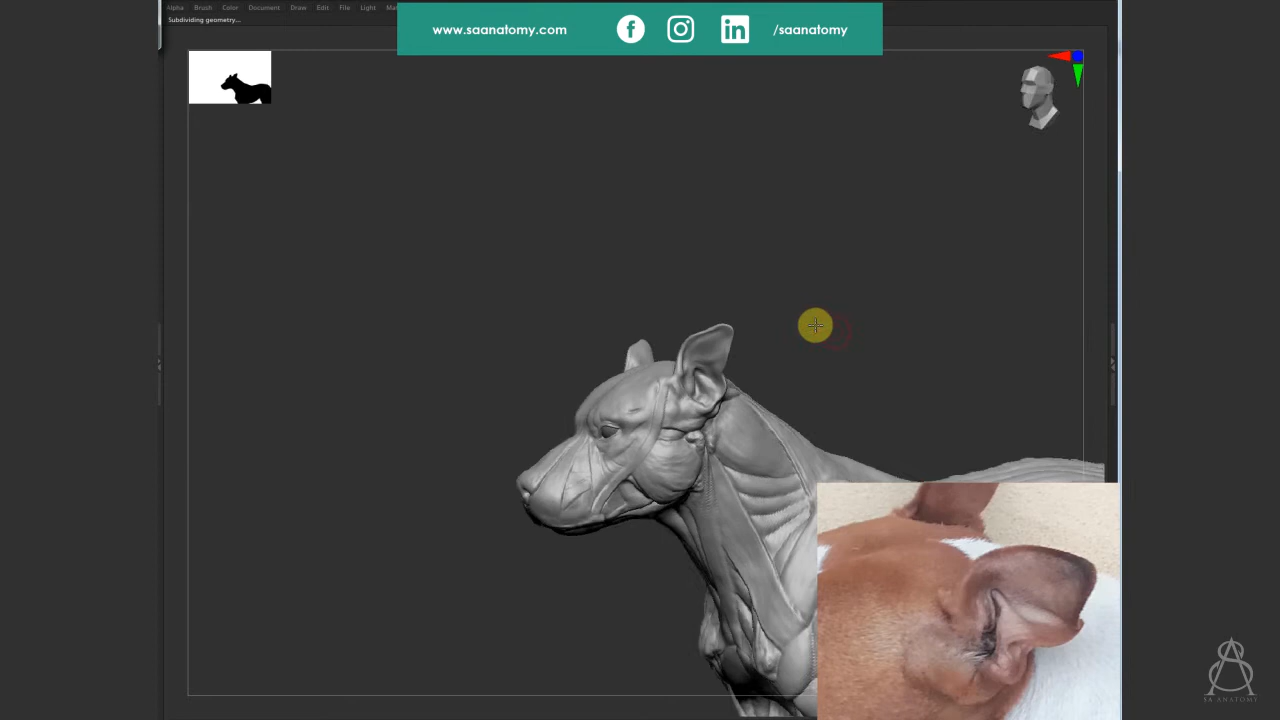 Alpha Brush Color Document Draw Edit File Light
Subdividing geometry...
www.saanatomy.com /saanatomy
SA ANATOMY